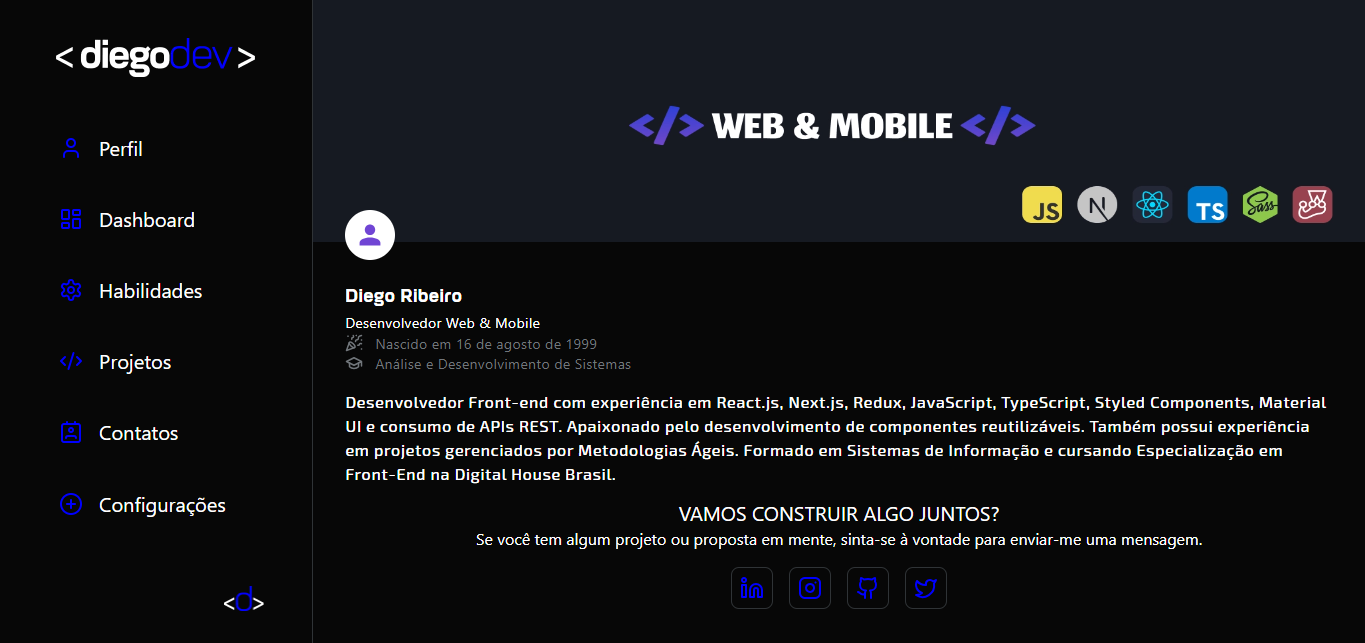 < diegodev >
Perfil
Dashboard
Habilidades
Projetos
Contatos
Configurações
<d>
</> WEB & MOBILE </>
JS
N
TS
Sass
Diego Ribeiro
Desenvolvedor Web & Mobile
Nascido em 16 de agosto de 1999
Análise e Desenvolvimento de Sistemas
Desenvolvedor Front-end com experiência em React.js, Next.js, Redux, JavaScript, TypeScript, Styled Components, Material
UI e consumo de APIs REST. Apaixonado pelo desenvolvimento de componentes reutilizáveis. Também possui experiência
em projetos gerenciados por Metodologias Ágeis. Formado em Sistemas de Informação e cursando Especialização em
Front-End na Digital House Brasil.
VAMOS CONSTRUIR ALGO JUNTOS?
Se você tem algum projeto ou proposta em mente, sinta-se à vontade para enviar-me uma mensagem.
in